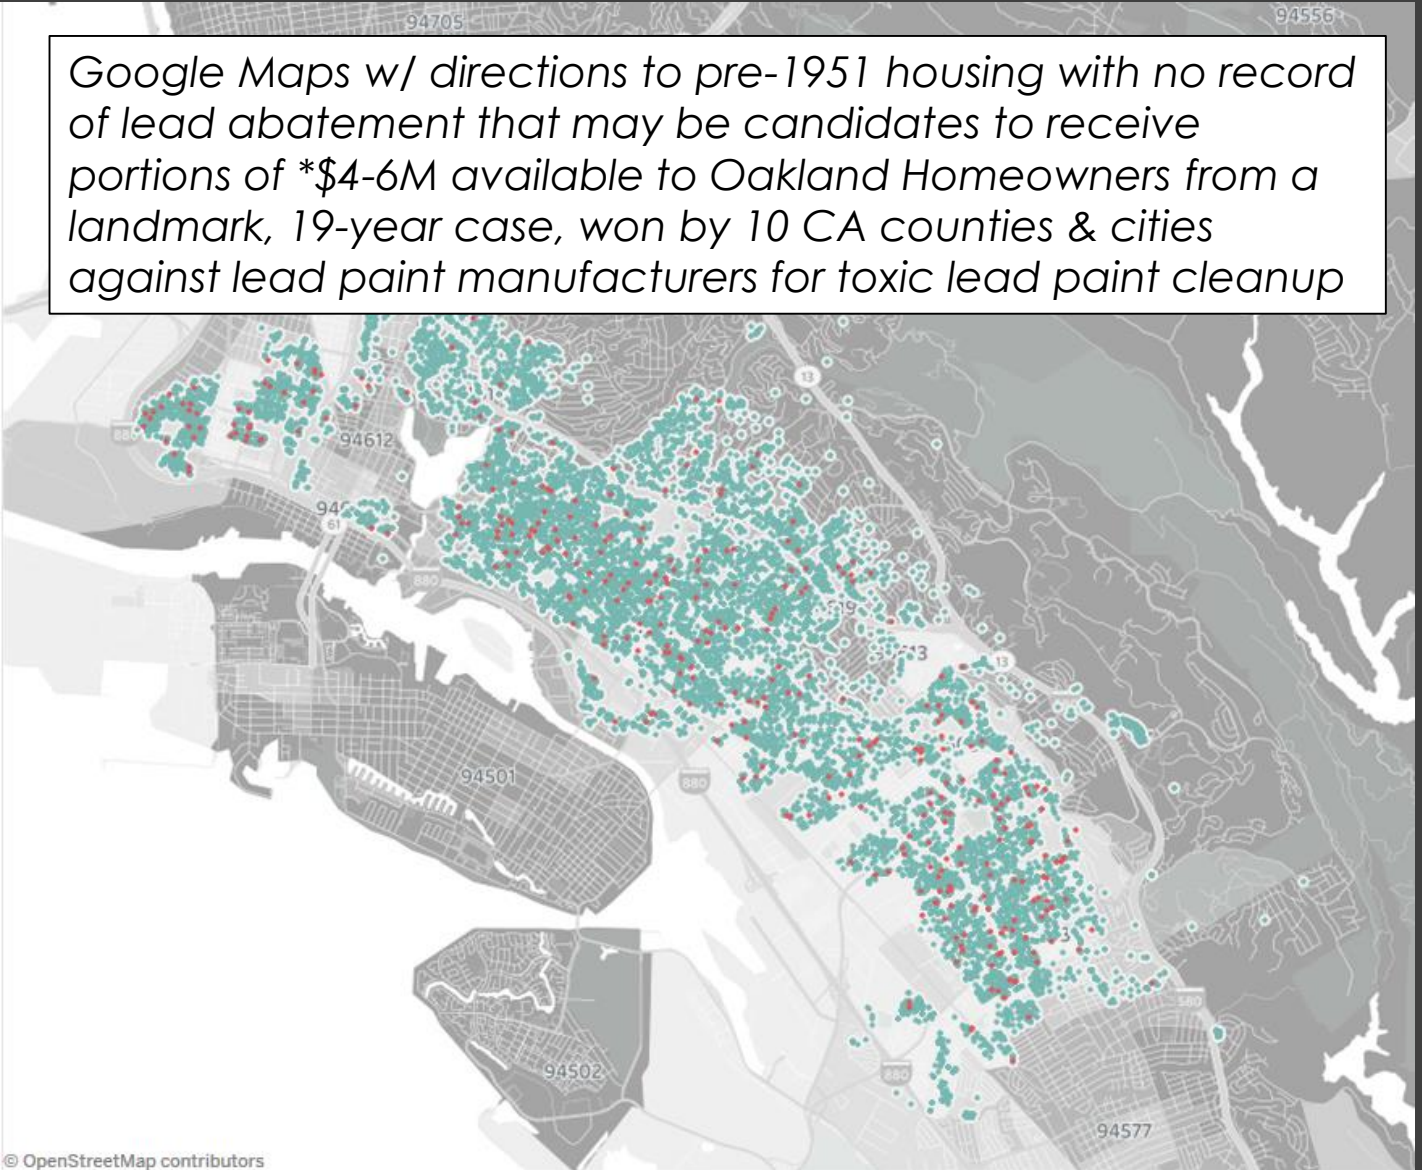 94705
94556
Google Maps w/ directions to pre-1951 housing with no record
of lead abatement that may be candidates to receive
portions of *$4-6M available to Oakland Homeowners from a
landmark, 19-year case, won by 10 CA counties & cities
against lead paint manufacturers for toxic lead paint cleanup
13
880
94612
61
880
13
94501
880
580
94502
880
94577
© OpenStreetMap contributors